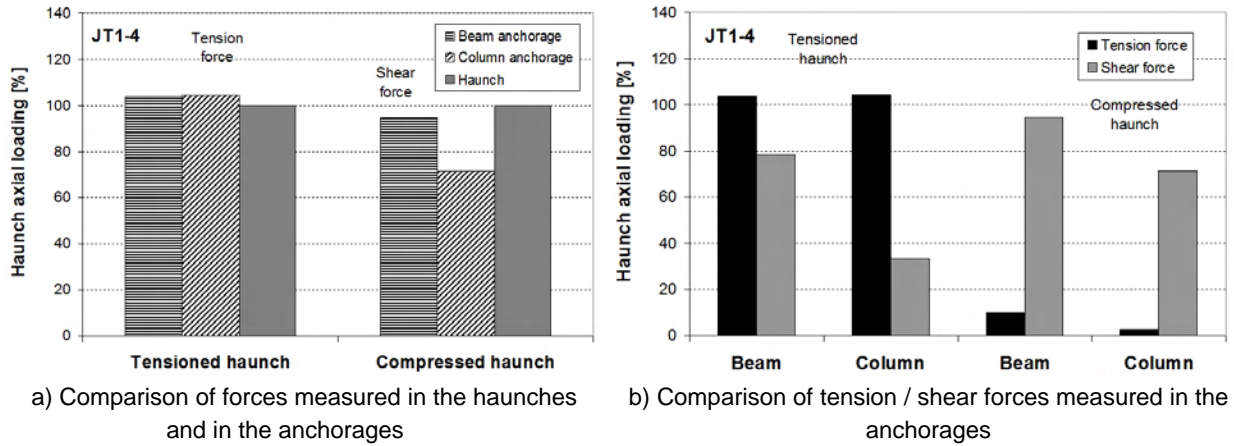 140
120
100
80
60
40
20
0
Haunch axial loading [%]
JT1-4
Tension
force
Shear
force
Beam anchorage
Column anchorage
Haunch
Tensioned haunch
Compressed haunch
a) Comparison of forces measured in the haunches
and in the anchorages
140
120
100
80
60
40
20
0
Haunch axial loading [%]
JT1-4
Tensioned
haunch
Tension force
Shear force
Compressed
haunch
Beam
Column
Beam
Column
b) Comparison of tension / shear forces measured in the
anchorages